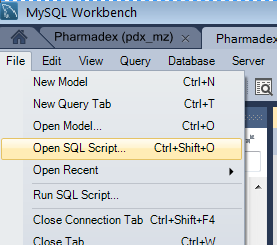 MySQL Workbench
Pharmadex (pdx_mz) × Pharmadex
File Edit View Query Database Server
New Model Ctrl+N
New Query Tab Ctrl+T
Open Model... Ctrl+O
Open SQL Script... Ctrl+Shift+O
Open Recent
Run SQL Script...
Close Connection Tab Ctrl+Shift+F4
Close Tab Ctrl+W